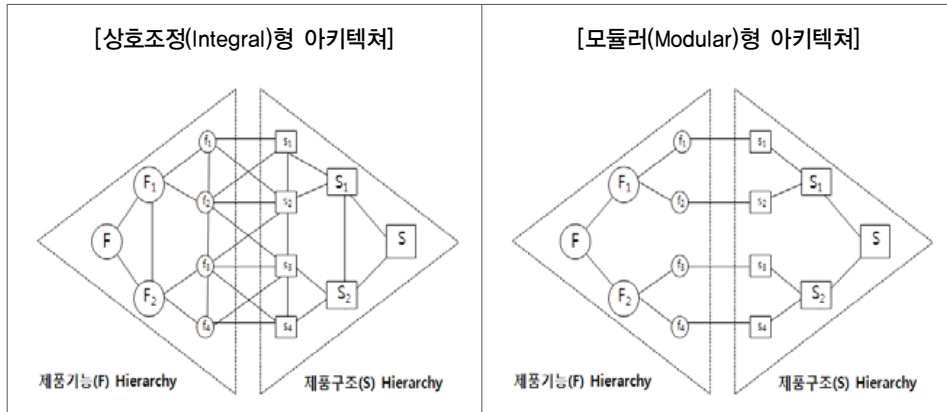 [상호조정(Integral)형 아키텍쳐]
f₁ s₁
F₁ S₁
f₂ s₂
F S
f₃ s₃
F₂ S₂
f₄ s₄
제품기능(F) Hierarchy 제품구조(S) Hierarchy
[모듈러(Modular)형 아키텍쳐]
f₁ s₁
F₁ S₁
f₂ s₂
F S
f₃ s₃
F₂ S₂
f₄ s₄
제품기능(F) Hierarchy 제품구조(S) Hierarchy